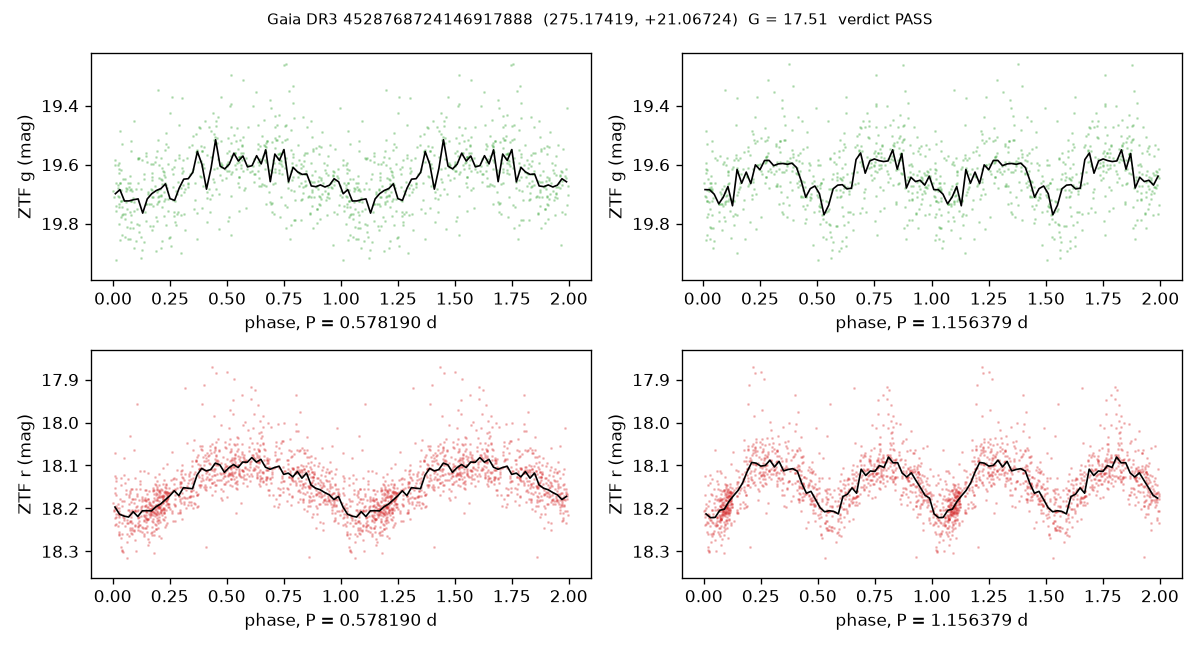 Gaia DR3 4528768724146917888 (275.17419, +21.06724) G = 17.51 verdict PASS
ZTF g (mag)
19.4
19.6
19.8
0.00 0.25 0.50 0.75 1.00 1.25 1.50 1.75 2.00
phase, P = 0.578190 d
ZTF g (mag)
19.4
19.6
19.8
0.00 0.25 0.50 0.75 1.00 1.25 1.50 1.75 2.00
phase, P = 1.156379 d
ZTF r (mag)
17.9
18.0
18.1
18.2
18.3
0.00 0.25 0.50 0.75 1.00 1.25 1.50 1.75 2.00
phase, P = 0.578190 d
ZTF r (mag)
17.9
18.0
18.1
18.2
18.3
0.00 0.25 0.50 0.75 1.00 1.25 1.50 1.75 2.00
phase, P = 1.156379 d